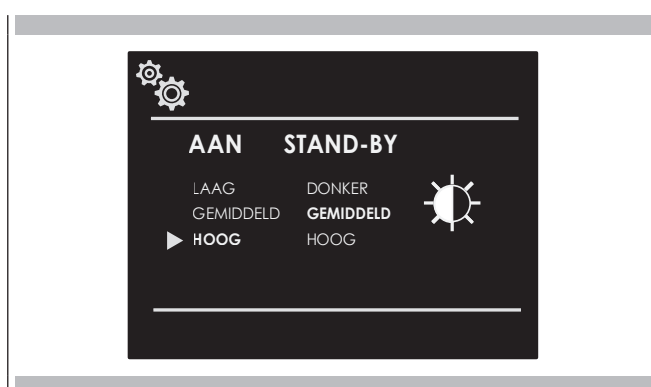 AAN STAND-BY
LAAG DONKER
GEMIDDELD GEMIDDELD
HOOG HOOG